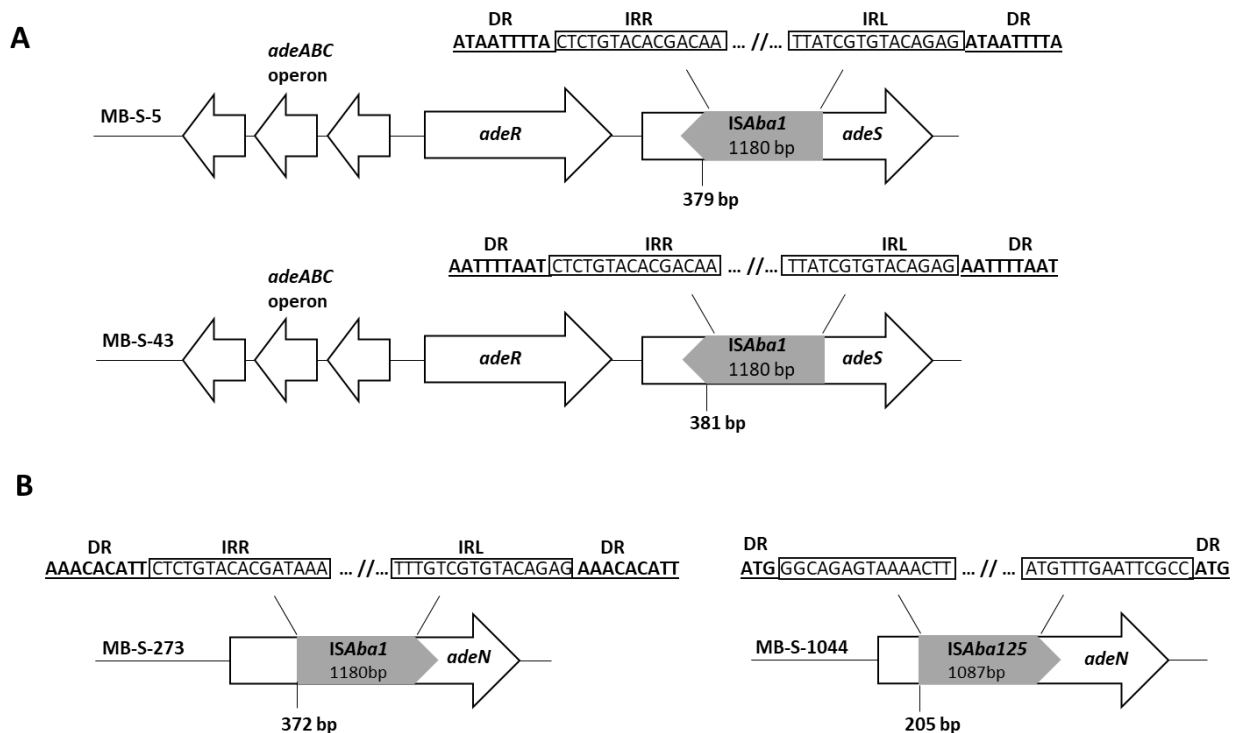 A
DR IRR IRL DR
ATAATTTTA CTCTGTACACGACAA ... //... TTATCGTGTACAGAG ATAATTTTA
adeABC
operon
MB-S-5
adeR
ISAba1
1180 bp
adeS
379 bp
DR IRR IRL DR
AATTTTAAT CTCTGTACACGACAA ... //... TTATCGTGTACAGAG AATTTTAAT
adeABC
operon
MB-S-43
adeR
ISAba1
1180 bp
adeS
381 bp
B
DR IRR IRL DR
AAACACATT CTCTGTACACGATAAA ... //... TTTGTCGTGTACAGAG AAACACATT
MB-S-273
ISAba1
1180bp
adeN
372 bp
DR DR
ATG GGCAGAGTAAAACTT ... // ... ATGTTTGAATTCGCC ATG
MB-S-1044
ISAba125
1087bp
adeN
205 bp